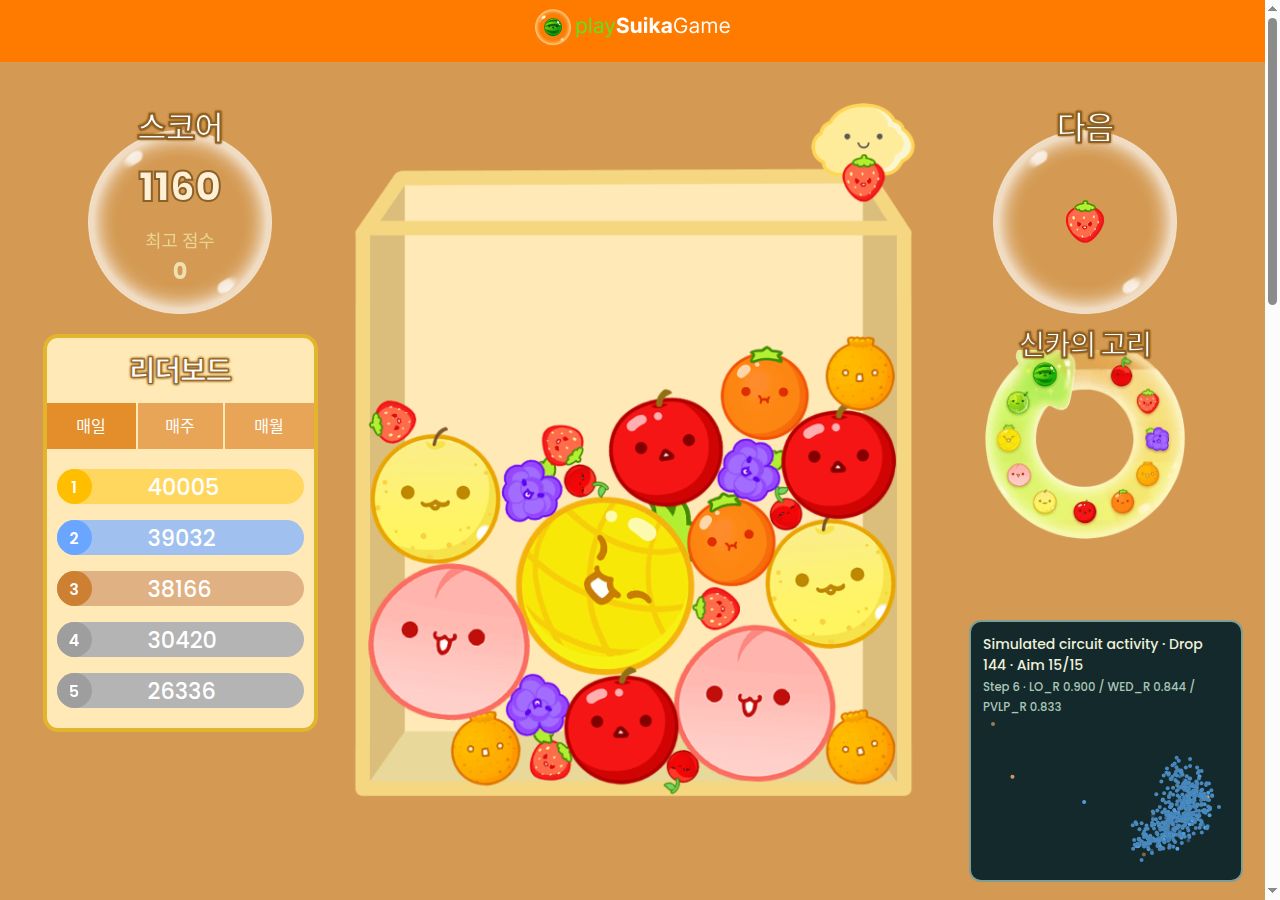 playSuikaGame
스코어
1160
최고 점수
0
다음
리더보드
매일 매주 매월
1 40005
2 39032
3 38166
4 30420
5 26336
신카의 고리
Simulated circuit activity · Drop
144 · Aim 15/15
Step 6 · LO_R 0.900 / WED_R 0.844 /
PVLP_R 0.833